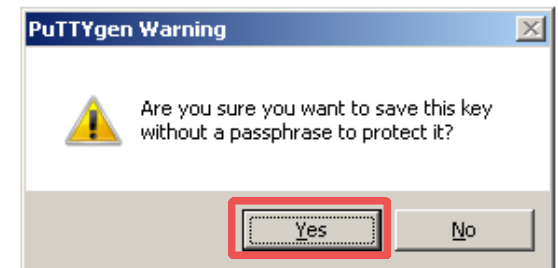 PuTTYgen Warning
Are you sure you want to save this key
without a passphrase to protect it?
Yes
No